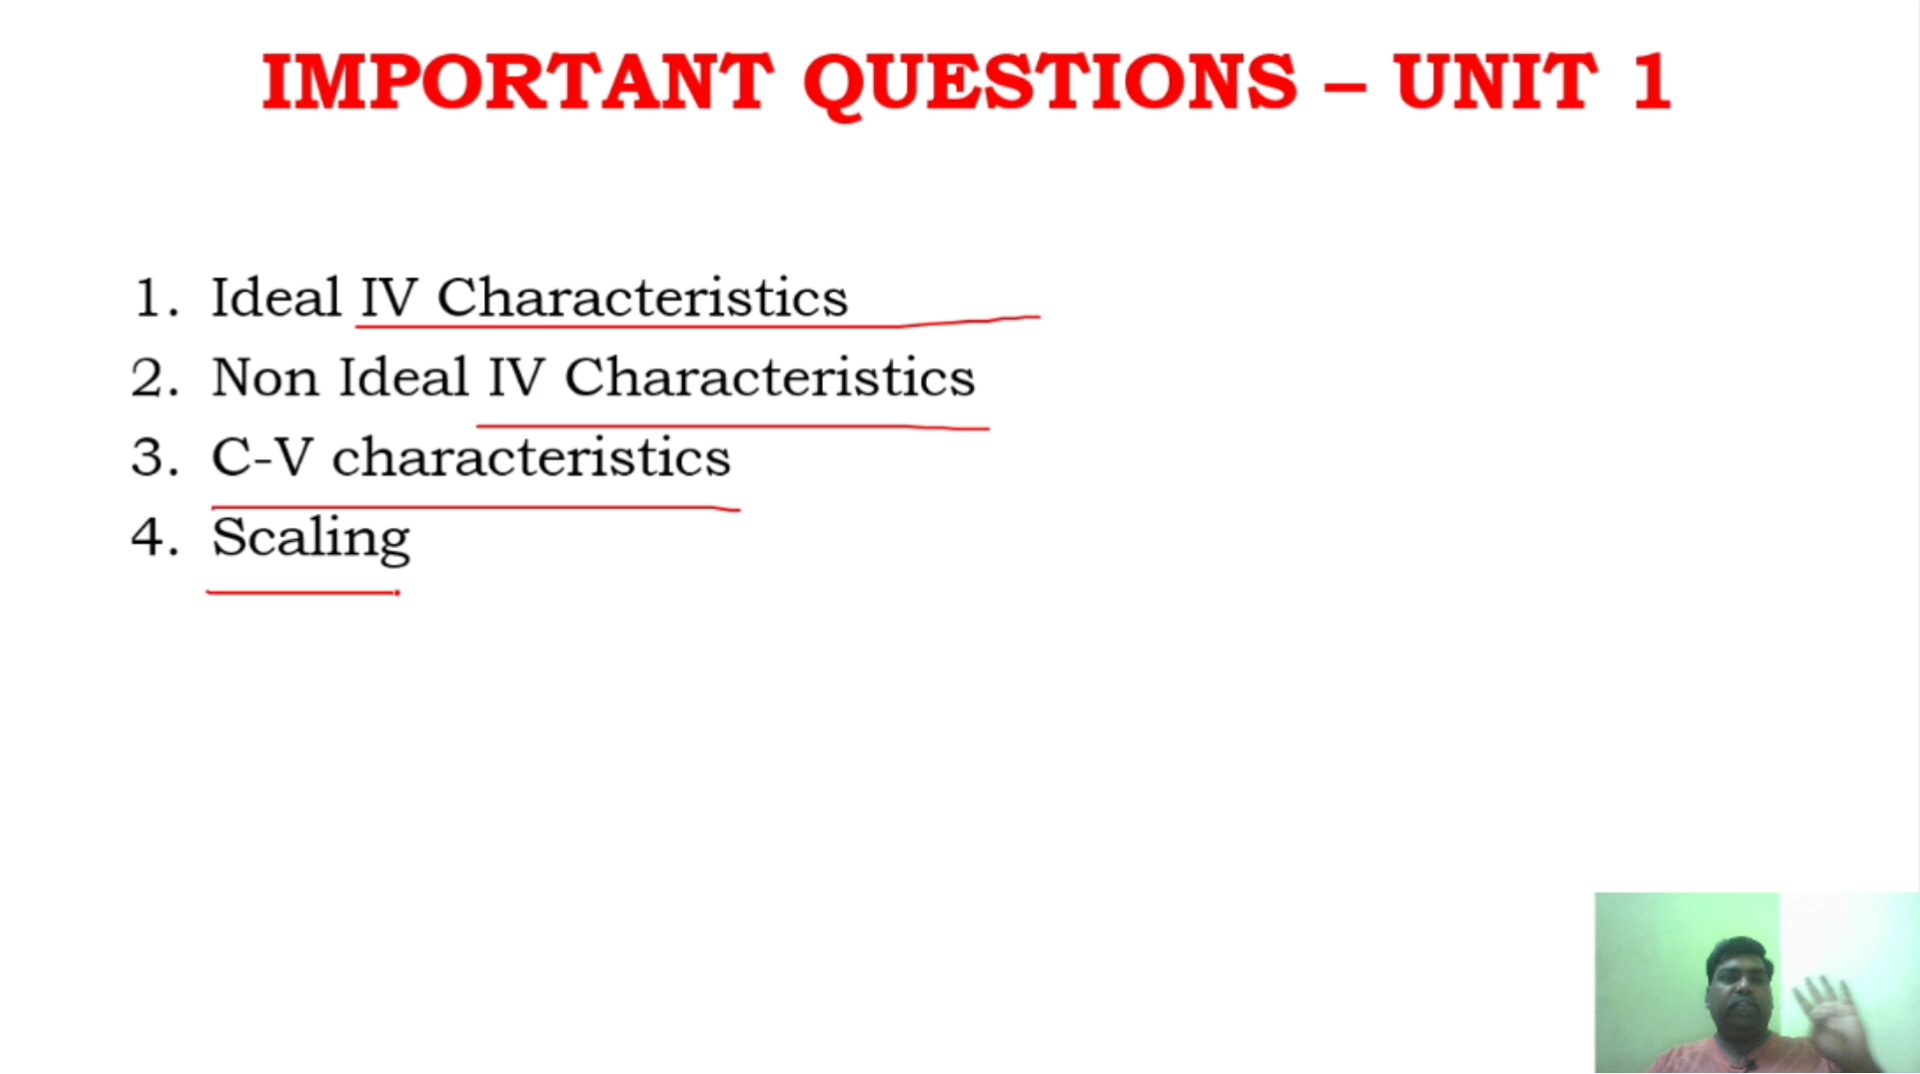 IMPORTANT QUESTIONS – UNIT 1
1. Ideal IV Characteristics
2. Non Ideal IV Characteristics
3. C-V characteristics
4. Scaling